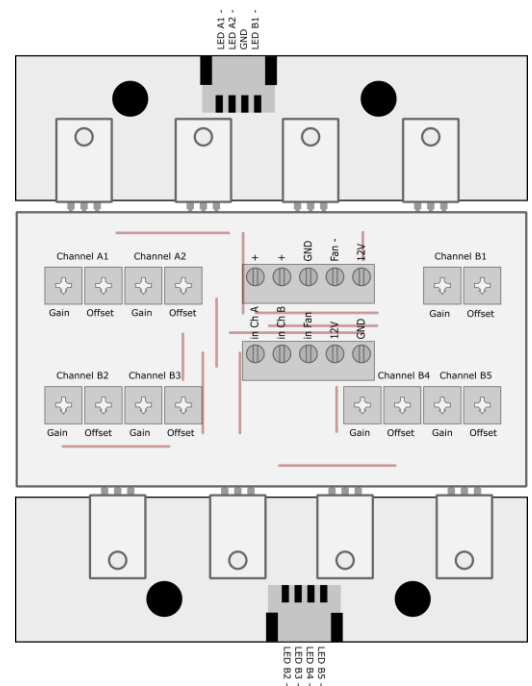 LED A1 -
LED A2 -
GND
LED B1 -
Channel A1
Channel A2
+
+
GND
Fan -
12V
Channel B1
Gain
Offset
Gain
Offset
Gain
Offset
in Ch A
in Ch B
in Fan
12V
GND
Channel B2
Channel B3
Channel B4
Channel B5
Gain
Offset
Gain
Offset
Gain
Offset
Gain
Offset
LED B2 -
LED B3 -
LED B4 -
LED B5 -